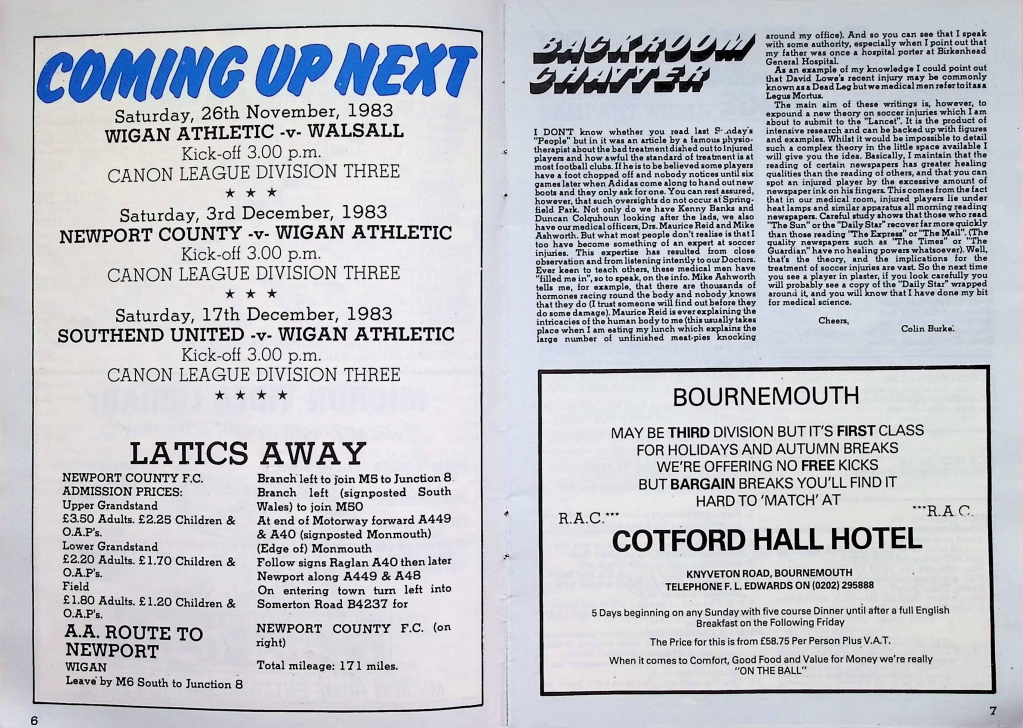 COMING UP NEXT
Saturday, 26th November, 1983
WIGAN ATHLETIC -v- WALSALL
Kick-off 3.00 p.m.
CANON LEAGUE DIVISION THREE
★ ★ ★
Saturday, 3rd December, 1983
NEWPORT COUNTY -v- WIGAN ATHLETIC
Kick-off 3.00 p.m.
CANON LEAGUE DIVISION THREE
★ ★ ★
Saturday, 17th December, 1983
SOUTHEND UNITED -v- WIGAN ATHLETIC
Kick-off 3.00 p.m.
CANON LEAGUE DIVISION THREE
★ ★ ★ ★
LATICS AWAY
NEWPORT COUNTY F.C.
ADMISSION PRICES:
Upper Grandstand
£3.50 Adults. £2.25 Children &
O.A.P's.
Lower Grandstand
£2.20 Adults. £1.70 Children &
O.A.P's.
Field
£1.80 Adults. £1.20 Children &
O.A.P's.
A.A. ROUTE TO
NEWPORT
WIGAN
Leave by M6 South to Junction 8
Branch left to join M5 to Junction 8
Branch left (signposted South
Wales) to join M50
At end of Motorway forward A449
& A40 (signposted Monmouth)
(Edge of) Monmouth
Follow signs Raglan A40 then later
Newport along A449 & A48
On entering town turn left into
Somerton Road B4237 for
NEWPORT COUNTY F.C. (on
right)
Total mileage: 171 miles.
6
BACKROOM
CHATTER
I DON'T know whether you read last Sunday's
"People" but in it was an article by a famous physio-
therapist about the bad treatment dished out to injured
players and how awful the standard of treatment is at
most football clubs. If he is to be believed some players
have a foot chopped off and nobody notices until six
games later when Adidas come along to hand out new
boots and they only ask for one. You can rest assured,
however, that such oversights do not occur at Spring-
field Park. Not only do we have Kenny Banks and
Duncan Colquhoun looking after the lads, we also
have our medical officers, Drs. Maurice Reid and Mike
Ashworth. But what most people don't realise is that I
too have become something of an expert at soccer
injuries. This expertise has resulted from close
observation and from listening intently to our Doctors.
Ever keen to teach others, these medical men have
"filled me in", so to speak, on the info. Mike Ashworth
tells me, for example, that there are thousands of
hormones racing round the body and nobody knows
that they do (I trust someone will find out before they
do some damage). Maurice Reid is ever explaining the
intricacies of the human body to me (this usually takes
place when I am eating my lunch which explains the
large number of unfinished meat-pies knocking
around my office). And so you can see that I speak
with some authority, especially when I point out that
my father was once a hospital porter at Birkenhead
General Hospital.
As an example of my knowledge I could point out
that David Lowe's recent injury may be commonly
known as a Dead Leg but we medical men refer to it as a
Legus Mortus.
The main aim of these writings is, however, to
expound a new theory on soccer injuries which I am
about to submit to the "Lancet". It is the product of
intensive research and can be backed up with figures
and examples. Whilst it would be impossible to detail
such a complex theory in the little space available I
will give you the idea. Basically, I maintain that the
reading of certain newspapers has greater healing
qualities than the reading of others, and that you can
spot an injured player by the excessive amount of
newspaper ink on his fingers. This comes from the fact
that in our medical room, injured players lie under
heat lamps and similar apparatus all morning reading
newspapers. Careful study shows that those who read
"The Sun" or the "Daily Star" recover far more quickly
than those reading "The Express" or "The Mail". (The
quality newspapers such as "The Times" or "The
Guardian" have no healing powers whatsoever). Well,
that's the theory, and the implications for the
treatment of soccer injuries are vast. So the next time
you see a player in plaster, if you look carefully you
will probably see a copy of the "Daily Star" wrapped
around it, and you will know that I have done my bit
for medical science.
Cheers,
Colin Burke.
BOURNEMOUTH
MAY BE THIRD DIVISION BUT IT'S FIRST CLASS
FOR HOLIDAYS AND AUTUMN BREAKS
WE'RE OFFERING NO FREE KICKS
BUT BARGAIN BREAKS YOU'LL FIND IT
HARD TO 'MATCH' AT
R.A.C.*** ***R.A.C.
COTFORD HALL HOTEL
KNYVETON ROAD, BOURNEMOUTH
TELEPHONE F. L. EDWARDS ON (0202) 295888
5 Days beginning on any Sunday with five course Dinner until after a full English
Breakfast on the Following Friday
The Price for this is from £58.75 Per Person Plus V.A.T.
When it comes to Comfort, Good Food and Value for Money we're really
"ON THE BALL"
7